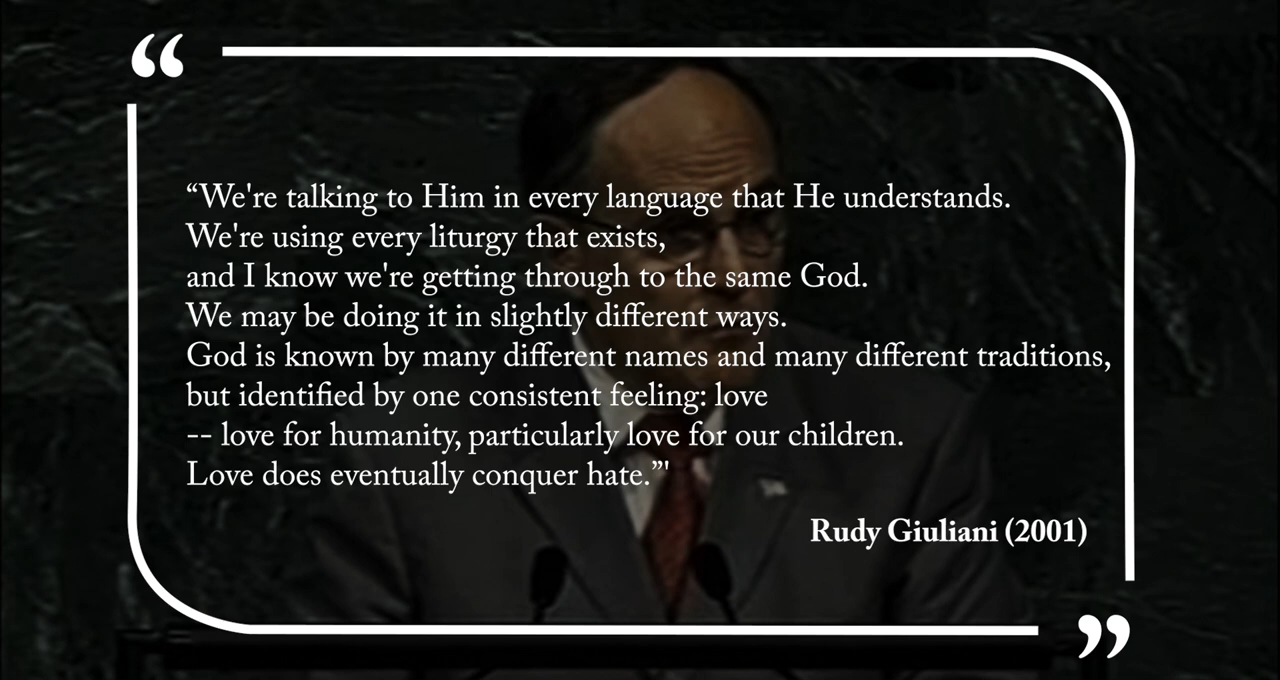 “We're talking to Him in every language that He understands.
We're using every liturgy that exists,
and I know we're getting through to the same God.
We may be doing it in slightly different ways.
God is known by many different names and many different traditions,
but identified by one consistent feeling: love
-- love for humanity, particularly love for our children.
Love does eventually conquer hate.”'
Rudy Giuliani (2001)